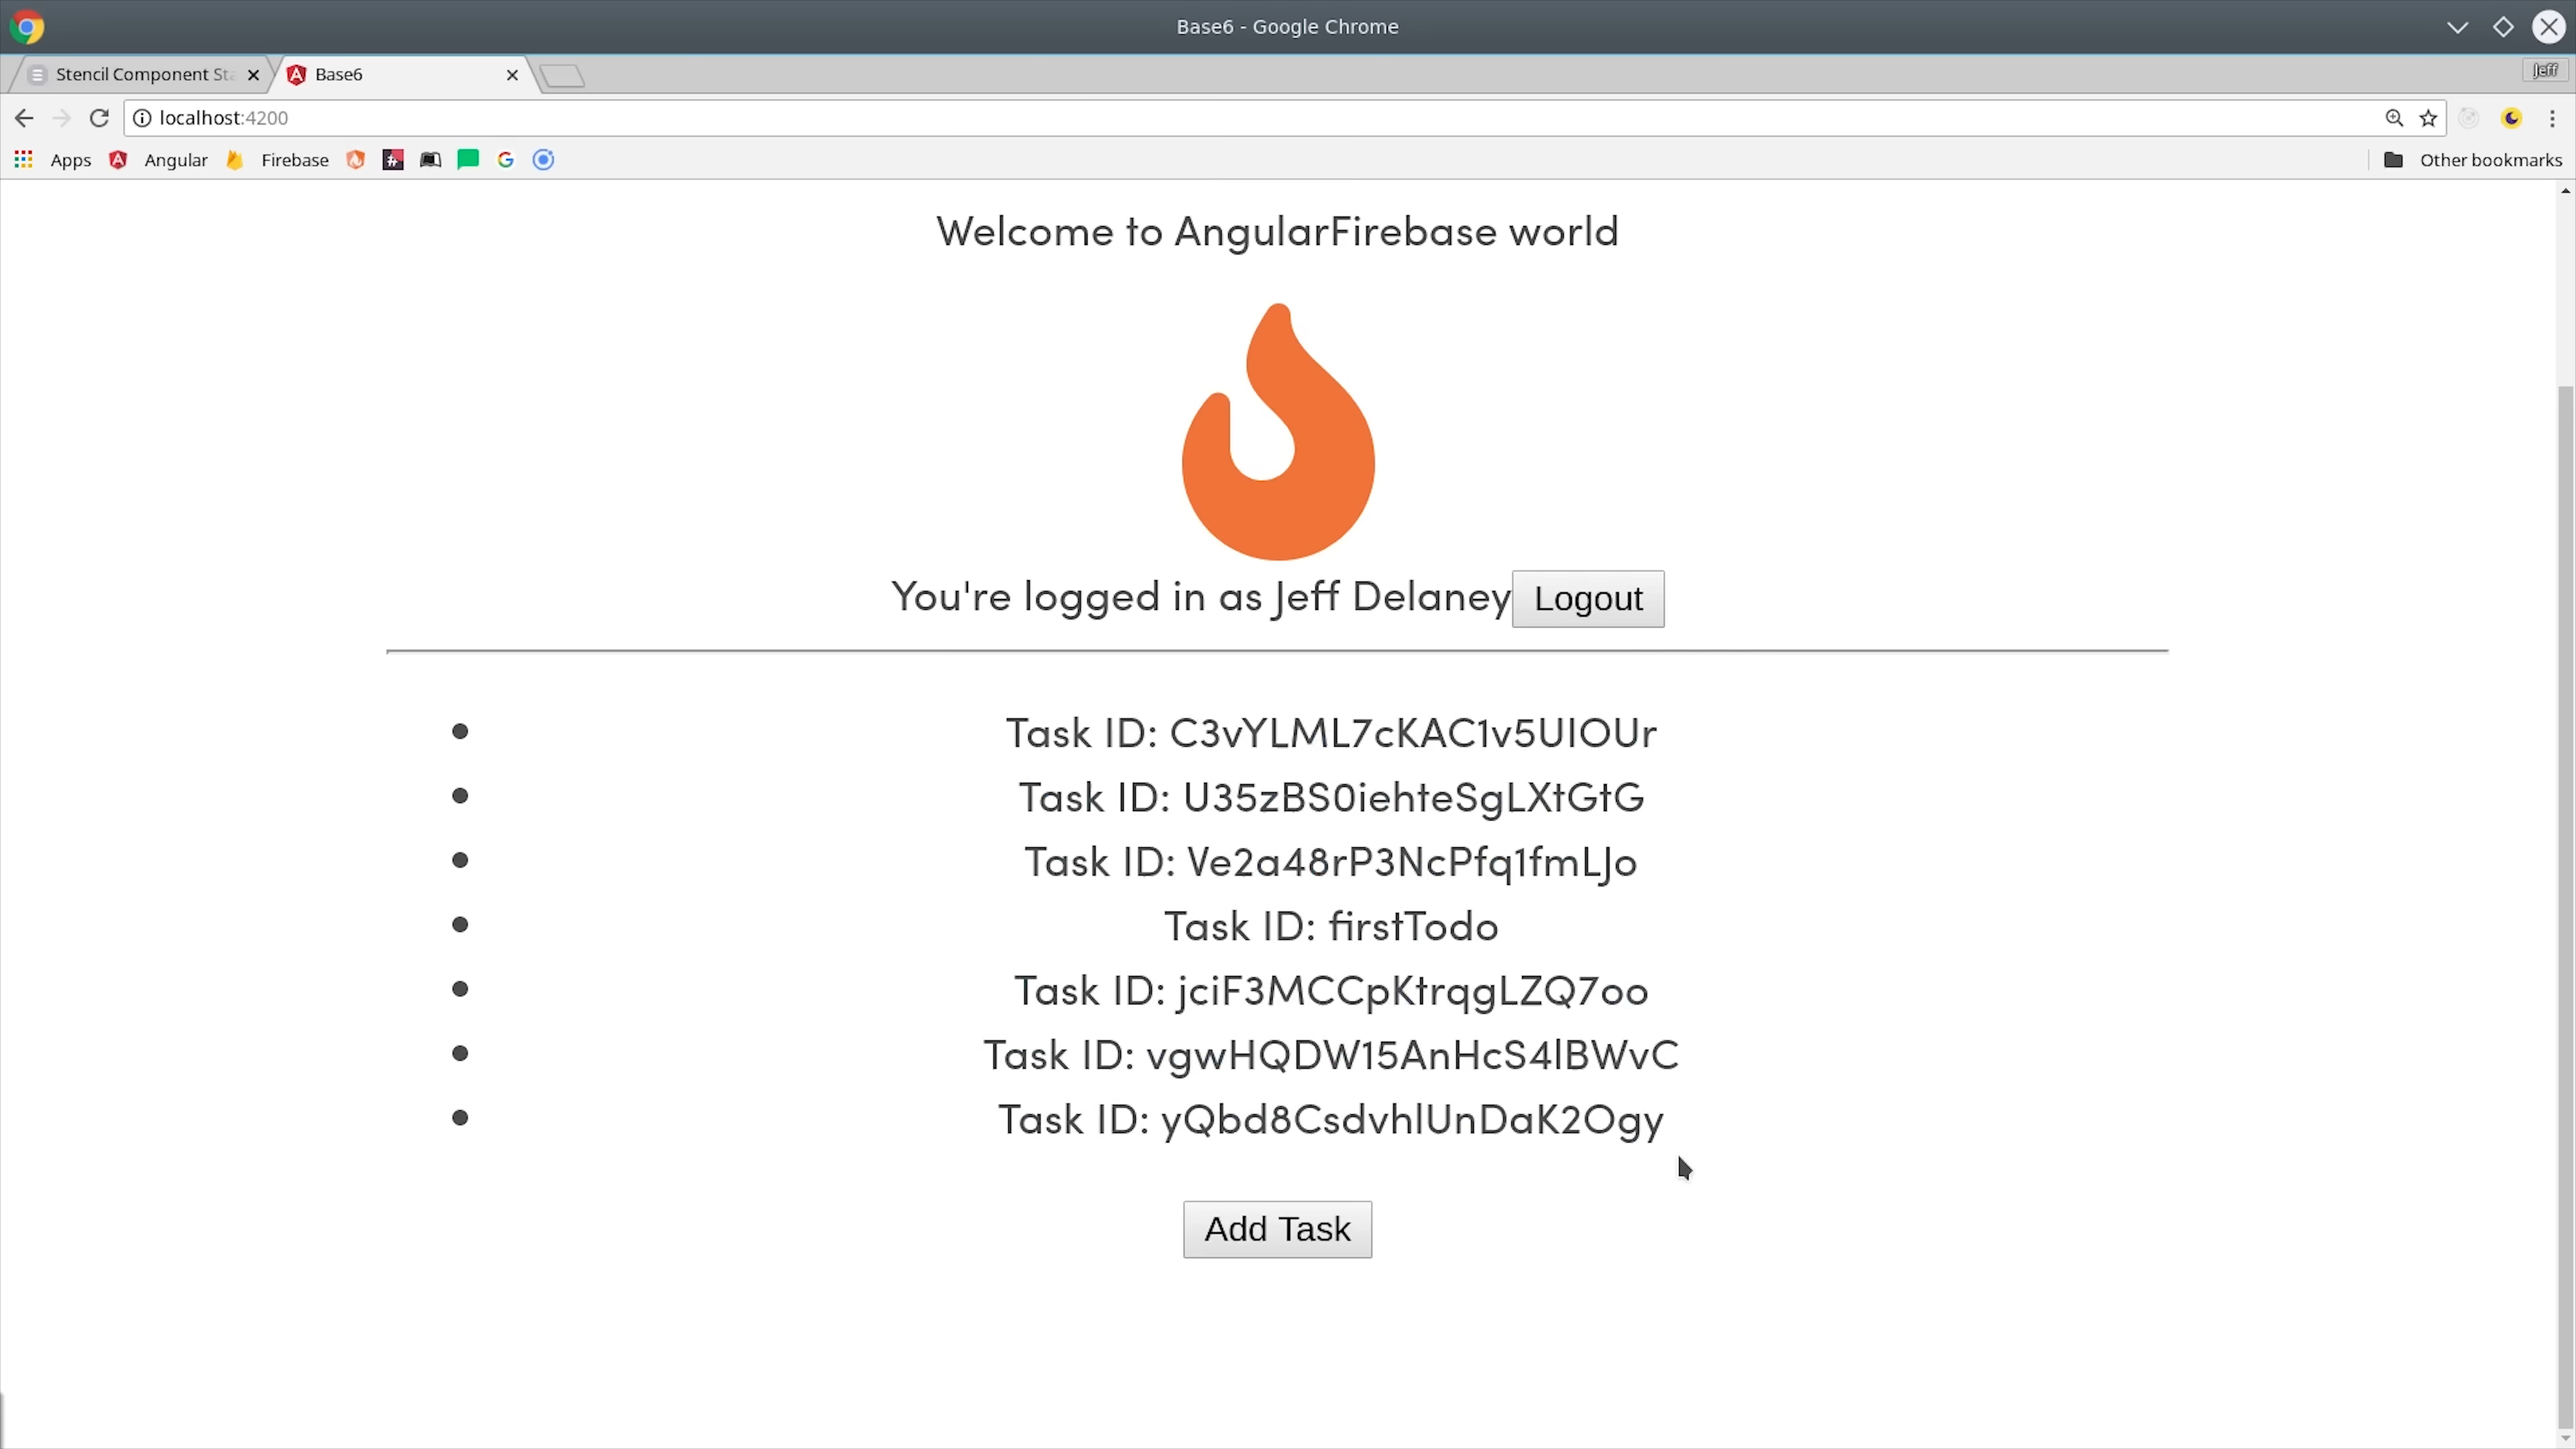 Base6 - Google Chrome
Stencil Component Sta
Base6
Jeff
localhost:4200
Apps
Angular
Firebase
Other bookmarks
Welcome to AngularFirebase world
You're logged in as Jeff Delaney
Logout
Task ID: C3vYLML7cKAC1v5UIOUr
Task ID: U35zBS0iehteSgLXtGtG
Task ID: Ve2a48rP3NcPfq1fmLJo
Task ID: firstTodo
Task ID: jciF3MCCpKtrqgLZQ7oo
Task ID: vgwHQDW15AnHcS4lBWvC
Task ID: yQbd8CsdvhlUnDaK2Ogy
Add Task